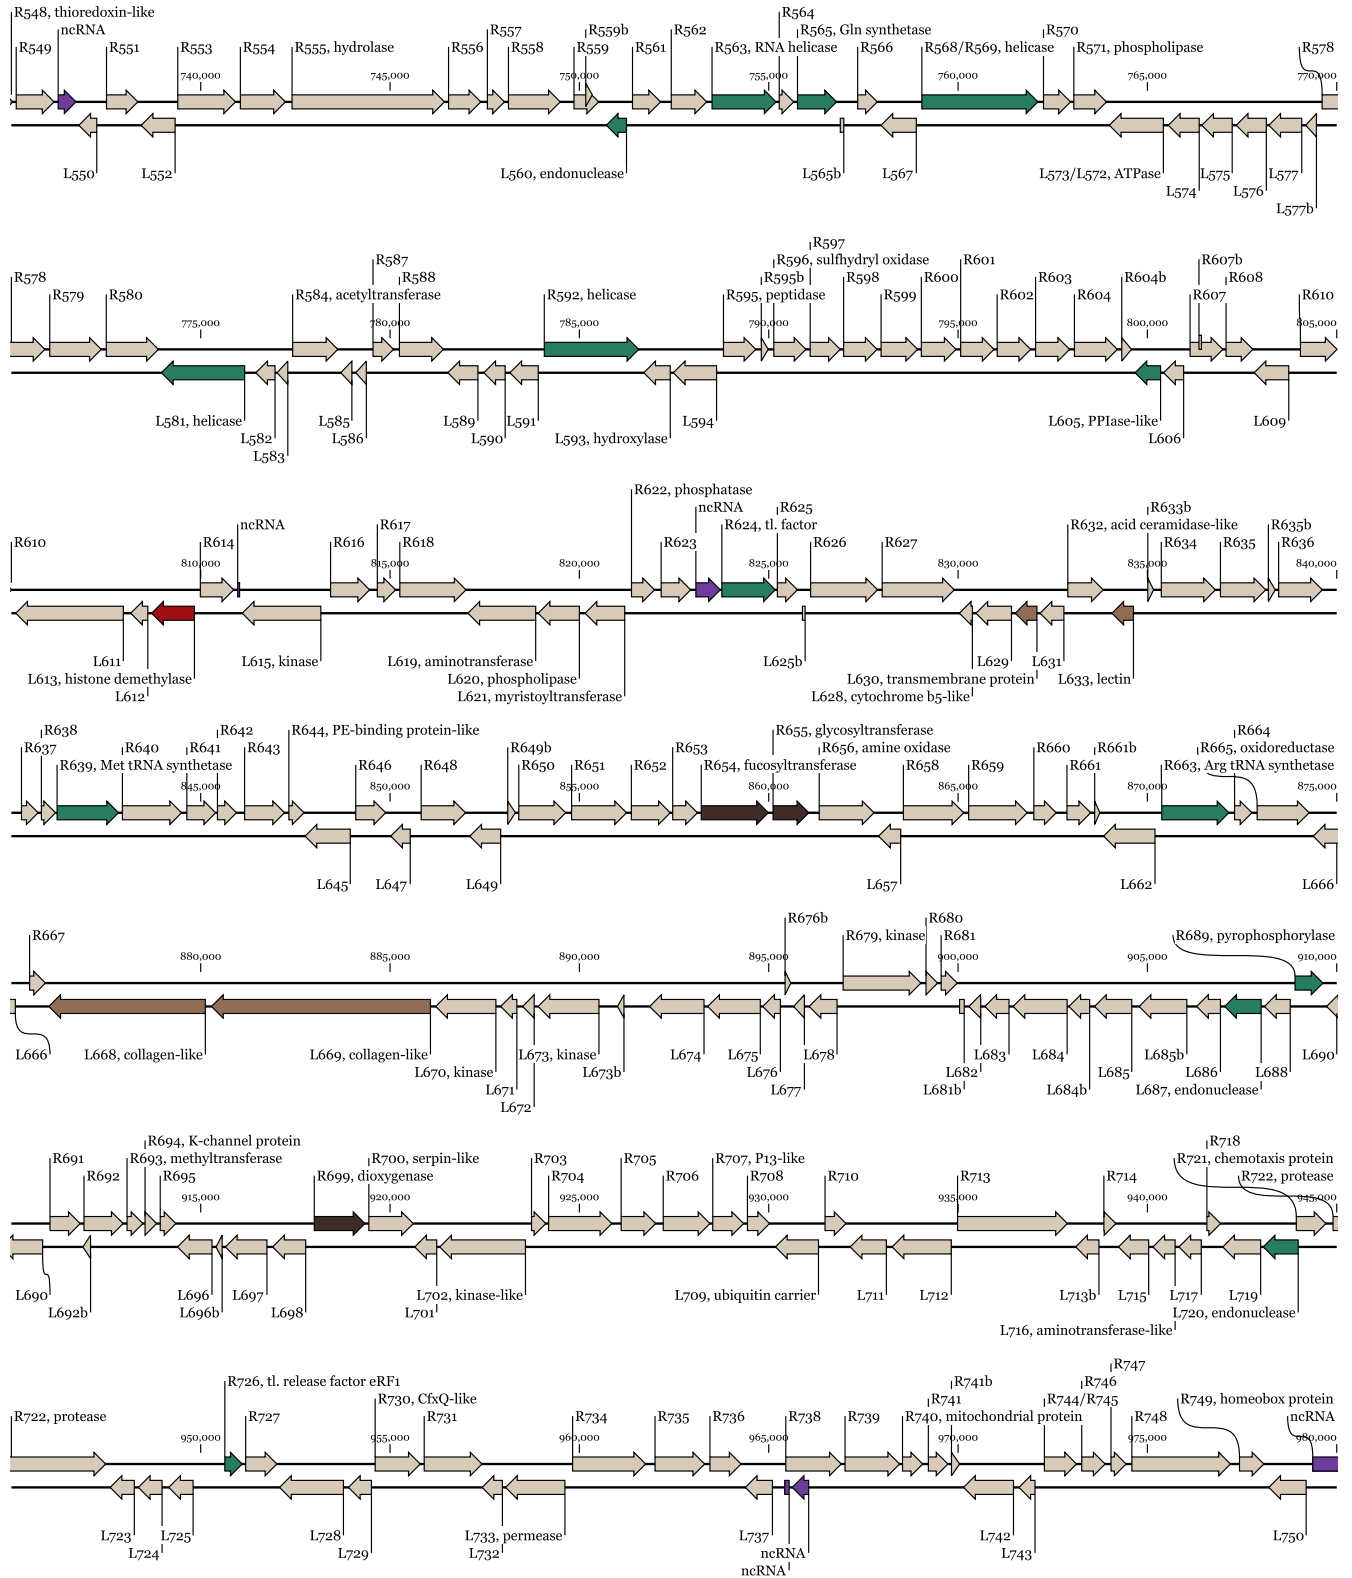 R548, thioredoxin-like R564
ncRNA R557 R559b R565, Gln synthetase R570
R549 R551 R553 R554 R555, hydrolase R556 R558 R559 R561 R562 R563, RNA helicase R566 R568/R569, helicase R571, phospholipase R578
740,000 745,000 750,000 755,000 760,000 765,000 770,000
L550 L552 L560, endonuclease L565b L567 L573/L572, ATPase L575 L577
L574 L576
L577b
R597
R587 R596, sulfhydryl oxidase R601 R607b
R578 R579 R580 R588 R595b R598 R600 R603 R604b R608
R584, acetyltransferase R592, helicase R595, peptidase R599 R602 R604 R607 R610
775,000 780,000 785,000 790,000 795,000 800,000 805,000
L581, helicase L585 L589 L591 L594 L605, PPIase-like L609
L582 L586 L590 L593, hydroxylase L606
L583
R622, phosphatase
ncRNA R625 R633b
ncRNA R617 R624, tl. factor R632, acid ceramidase-like R635b
R610 R614 R616 R618 R623 R626 R627 R634 R635 R636
810,000 815,000 820,000 825,000 830,000 835,000 840,000
L611 L615, kinase L619, aminotransferase L625b L629 L631
L613, histone demethylase L620, phospholipase L630, transmembrane protein L633, lectin
L612 L621, myristoyltransferase L628, cytochrome b5-like
R638 R642 R644, PE-binding protein-like R655, glycosyltransferase R664
R637 R640 R641 R643 R649b R653 R656, amine oxidase R660 R661b R665, oxidoreductase
R639, Met tRNA synthetase R646 R648 R650 R651 R652 R654, fucosyltransferase R658 R659 R661 R663, Arg tRNA synthetase
845,000 850,000 855,000 860,000 865,000 870,000 875,000
L645 L647 L649 L657 L662 L666
R676b R680
R667 R679, kinase R681 R689, pyrophosphorylase
880,000 885,000 890,000 895,000 900,000 905,000 910,000
L666 L668, collagen-like L669, collagen-like L673, kinase L674 L675 L678 L683 L684 L685b L688 L690
L670, kinase L673b L676 L682 L685 L686
L671 L677 L681b L684b L687, endonuclease
L672
R694, K-channel protein R718
R691 R693, methyltransferase R700, serpin-like R703 R705 R707, P13-like R721, chemotaxis protein
R692 R695 R699, dioxygenase R704 R706 R708 R710 R713 R714 R722, protease
915,000 920,000 925,000 930,000 935,000 940,000 945,000
L690 L696 L697 L702, kinase-like L709, ubiquitin carrier L711 L712 L713b L715 L717 L719
L692b L696b L698 L701 L720, endonuclease
L716, aminotransferase-like
R747
R726, tl. release factor eRF1 R741b R746
R730, CfxQ-like R741 R744/R745 R749, homeobox protein
R722, protease R727 R731 R734 R735 R736 R738 R739 R740, mitochondrial protein R748 ncRNA
950,000 955,000 960,000 965,000 970,000 975,000 980,000
L723 L725 L728 L733, permease L737 L742 L750
L724 L729 L732 ncRNA L743
ncRNA